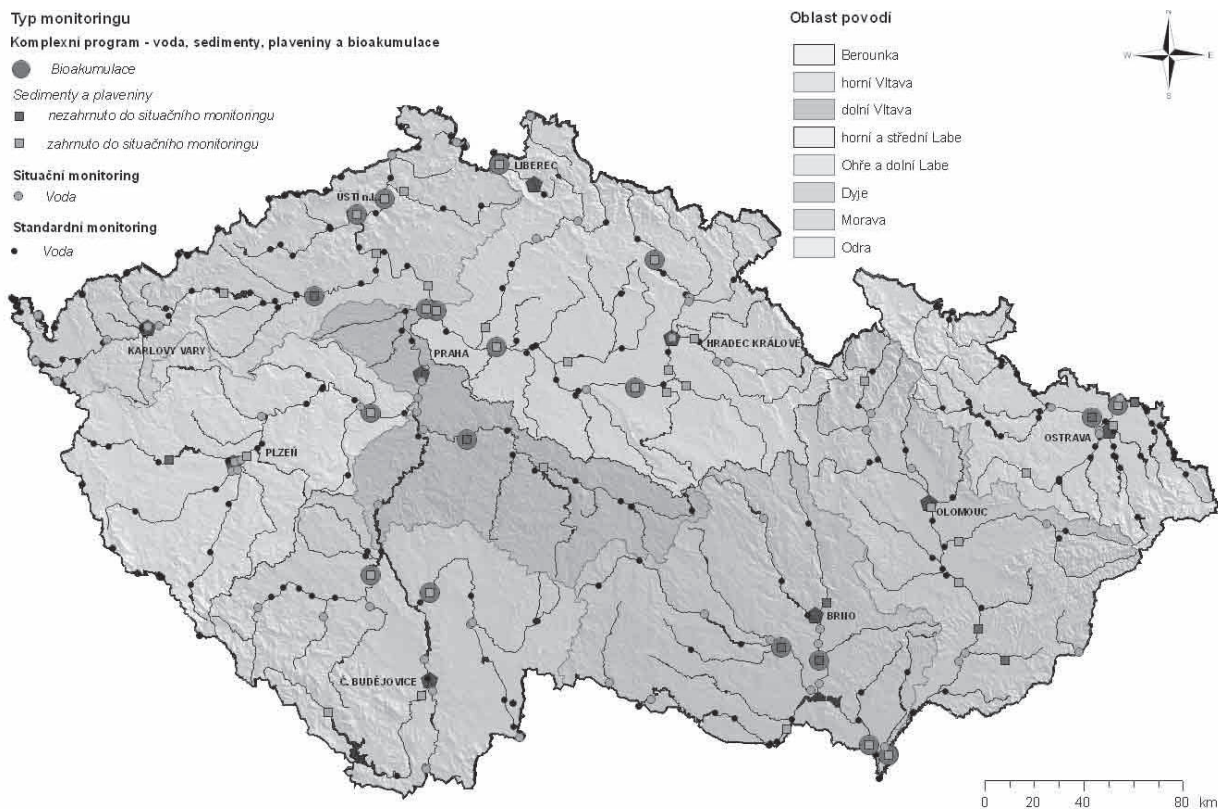 Typ monitoringu
Komplexní program - voda, sedimenty, plaveniny a bioakumulace
Bioakumulace
Sedimenty a plaveniny
nezahrnuto do situačního monitoringu
zahrnuto do situačního monitoringu
Situační monitoring
Voda
Standardní monitoring
Voda
Oblast povodí
Berounka
horní Vltava
dolní Vltava
horní a střední Labe
Ohře a dolní Labe
Dyje
Morava
Odra
N
W E
S
LIBEREC
ÚSTÍ n.L.
KARLOVY VARY
PRAHA
HRADEC KRÁLOVÉ
PLZEŇ
OSTRAVA
OLOMOUC
BRNO
Č. BUDĚJOVICE
0 20 40 80 km